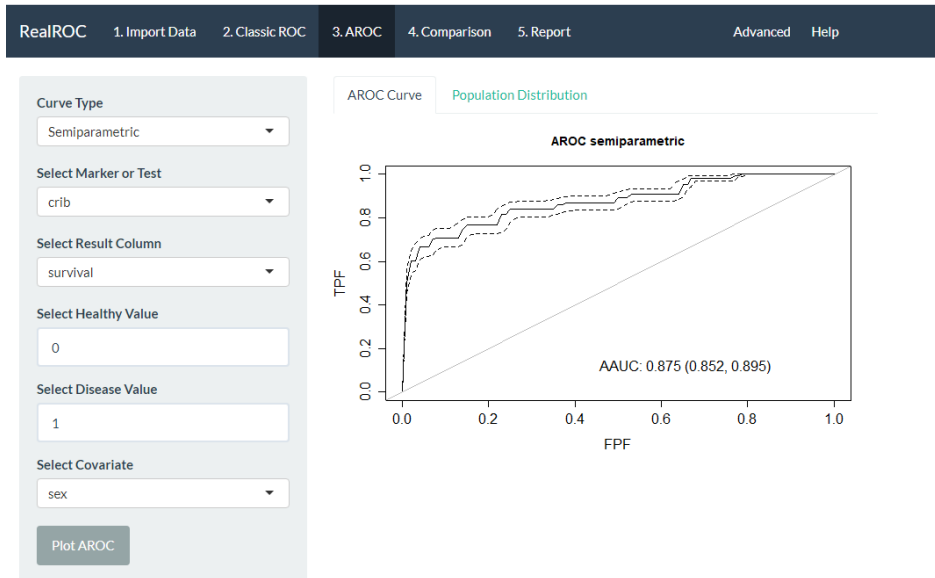 RealROC 1. Import Data 2. Classic ROC 3. AROC 4. Comparison 5. Report Advanced Help
Curve Type
Semiparametric
Select Marker or Test
crib
Select Result Column
survival
Select Healthy Value
0
Select Disease Value
1
Select Covariate
sex
Plot AROC
AROC Curve Population Distribution
AROC semiparametric
TPF
1.0
0.8
0.6
0.4
0.2
0.0
AAUC: 0.875 (0.852, 0.895)
0.0 0.2 0.4 0.6 0.8 1.0
FPF